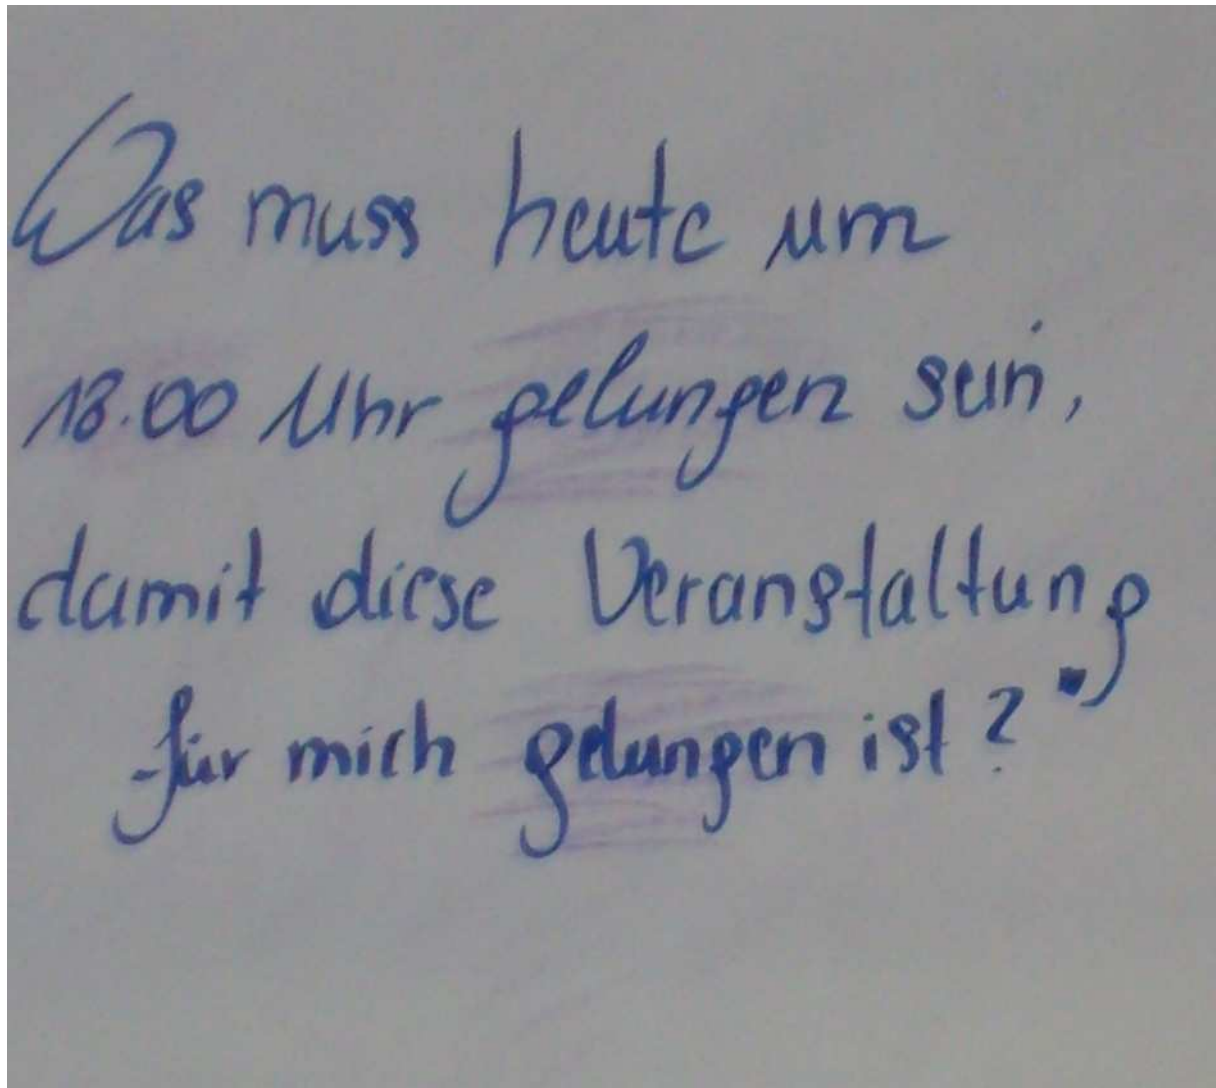 Was muss heute um
18.00 Uhr gelungen sein,
damit diese Veranstaltung
für mich gelungen ist?